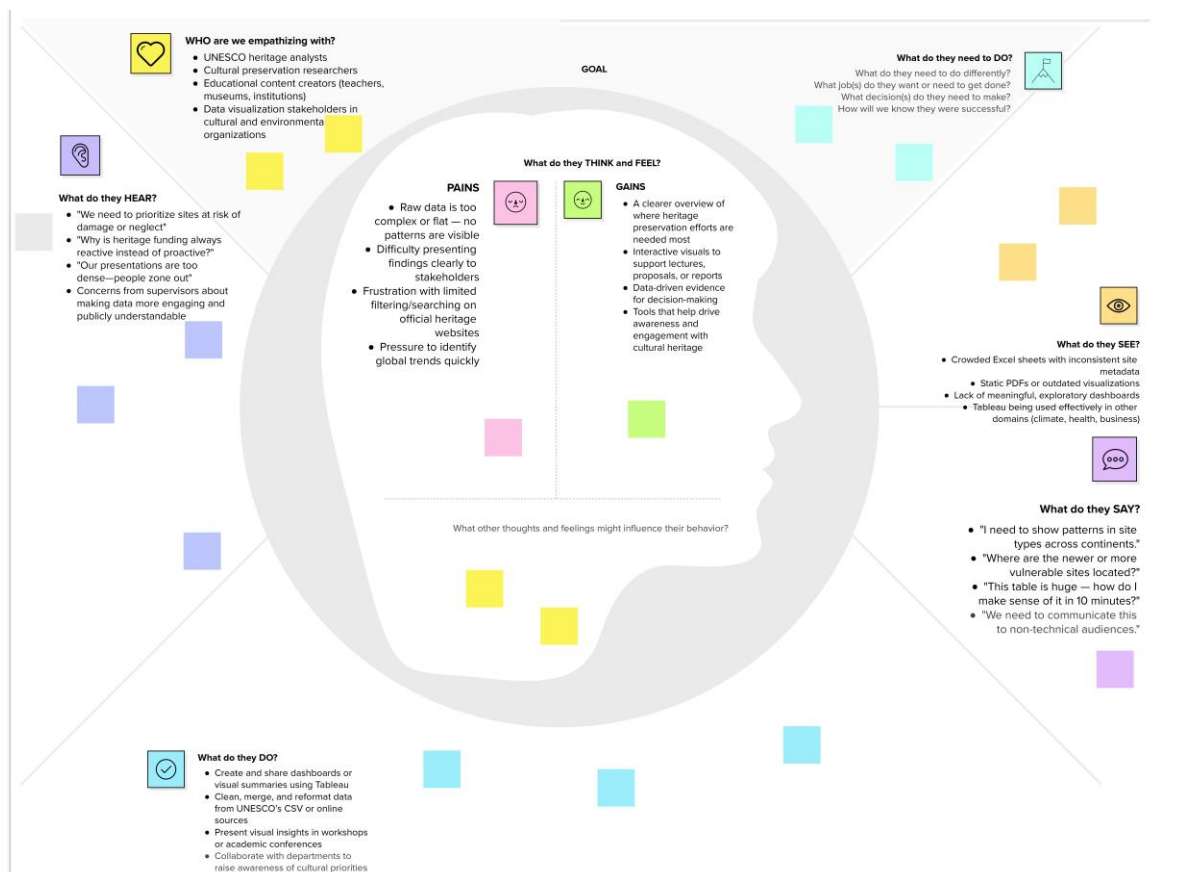 WHO are we empathizing with?
● UNESCO heritage analysts
● Cultural preservation researchers
● Educational content creators (teachers,
museums, institutions)
● Data visualization stakeholders in
cultural and environmenta
organizations
GOAL
What do they need to DO?
What do they need to do differently?
What job(s) do they want or need to get done?
What decision(s) do they need to make?
How will we know they were successful?
What do they HEAR?
● "We need to prioritize sites at risk of
damage or neglect"
● "Why is heritage funding always
reactive instead of proactive?"
● "Our presentations are too
dense—people zone out"
● Concerns from supervisors about
making data more engaging and
publicly understandable
What do they THINK and FEEL?
PAINS
● Raw data is too
complex or flat — no
patterns are visible
● Difficulty presenting
findings clearly to
stakeholders
● Frustration with limited
filtering/searching on
official heritage
websites
● Pressure to identify
global trends quickly
GAINS
● A clearer overview of
where heritage
preservation efforts are
needed most
● Interactive visuals to
support lectures,
proposals, or reports
● Data-driven evidence
for decision-making
● Tools that help drive
awareness and
engagement with
cultural heritage
What do they SEE?
● Crowded Excel sheets with inconsistent site
metadata
● Static PDFs or outdated visualizations
● Lack of meaningful, exploratory dashboards
● Tableau being used effectively in other
domains (climate, health, business)
What other thoughts and feelings might influence their behavior?
What do they SAY?
● "I need to show patterns in site
types across continents."
● "Where are the newer or more
vulnerable sites located?"
● "This table is huge — how do I
make sense of it in 10 minutes?"
● "We need to communicate this
to non-technical audiences."
What do they DO?
● Create and share dashboards or
visual summaries using Tableau
● Clean, merge, and reformat data
from UNESCO's CSV or online
sources
● Present visual insights in workshops
or academic conferences
● Collaborate with departments to
raise awareness of cultural priorities